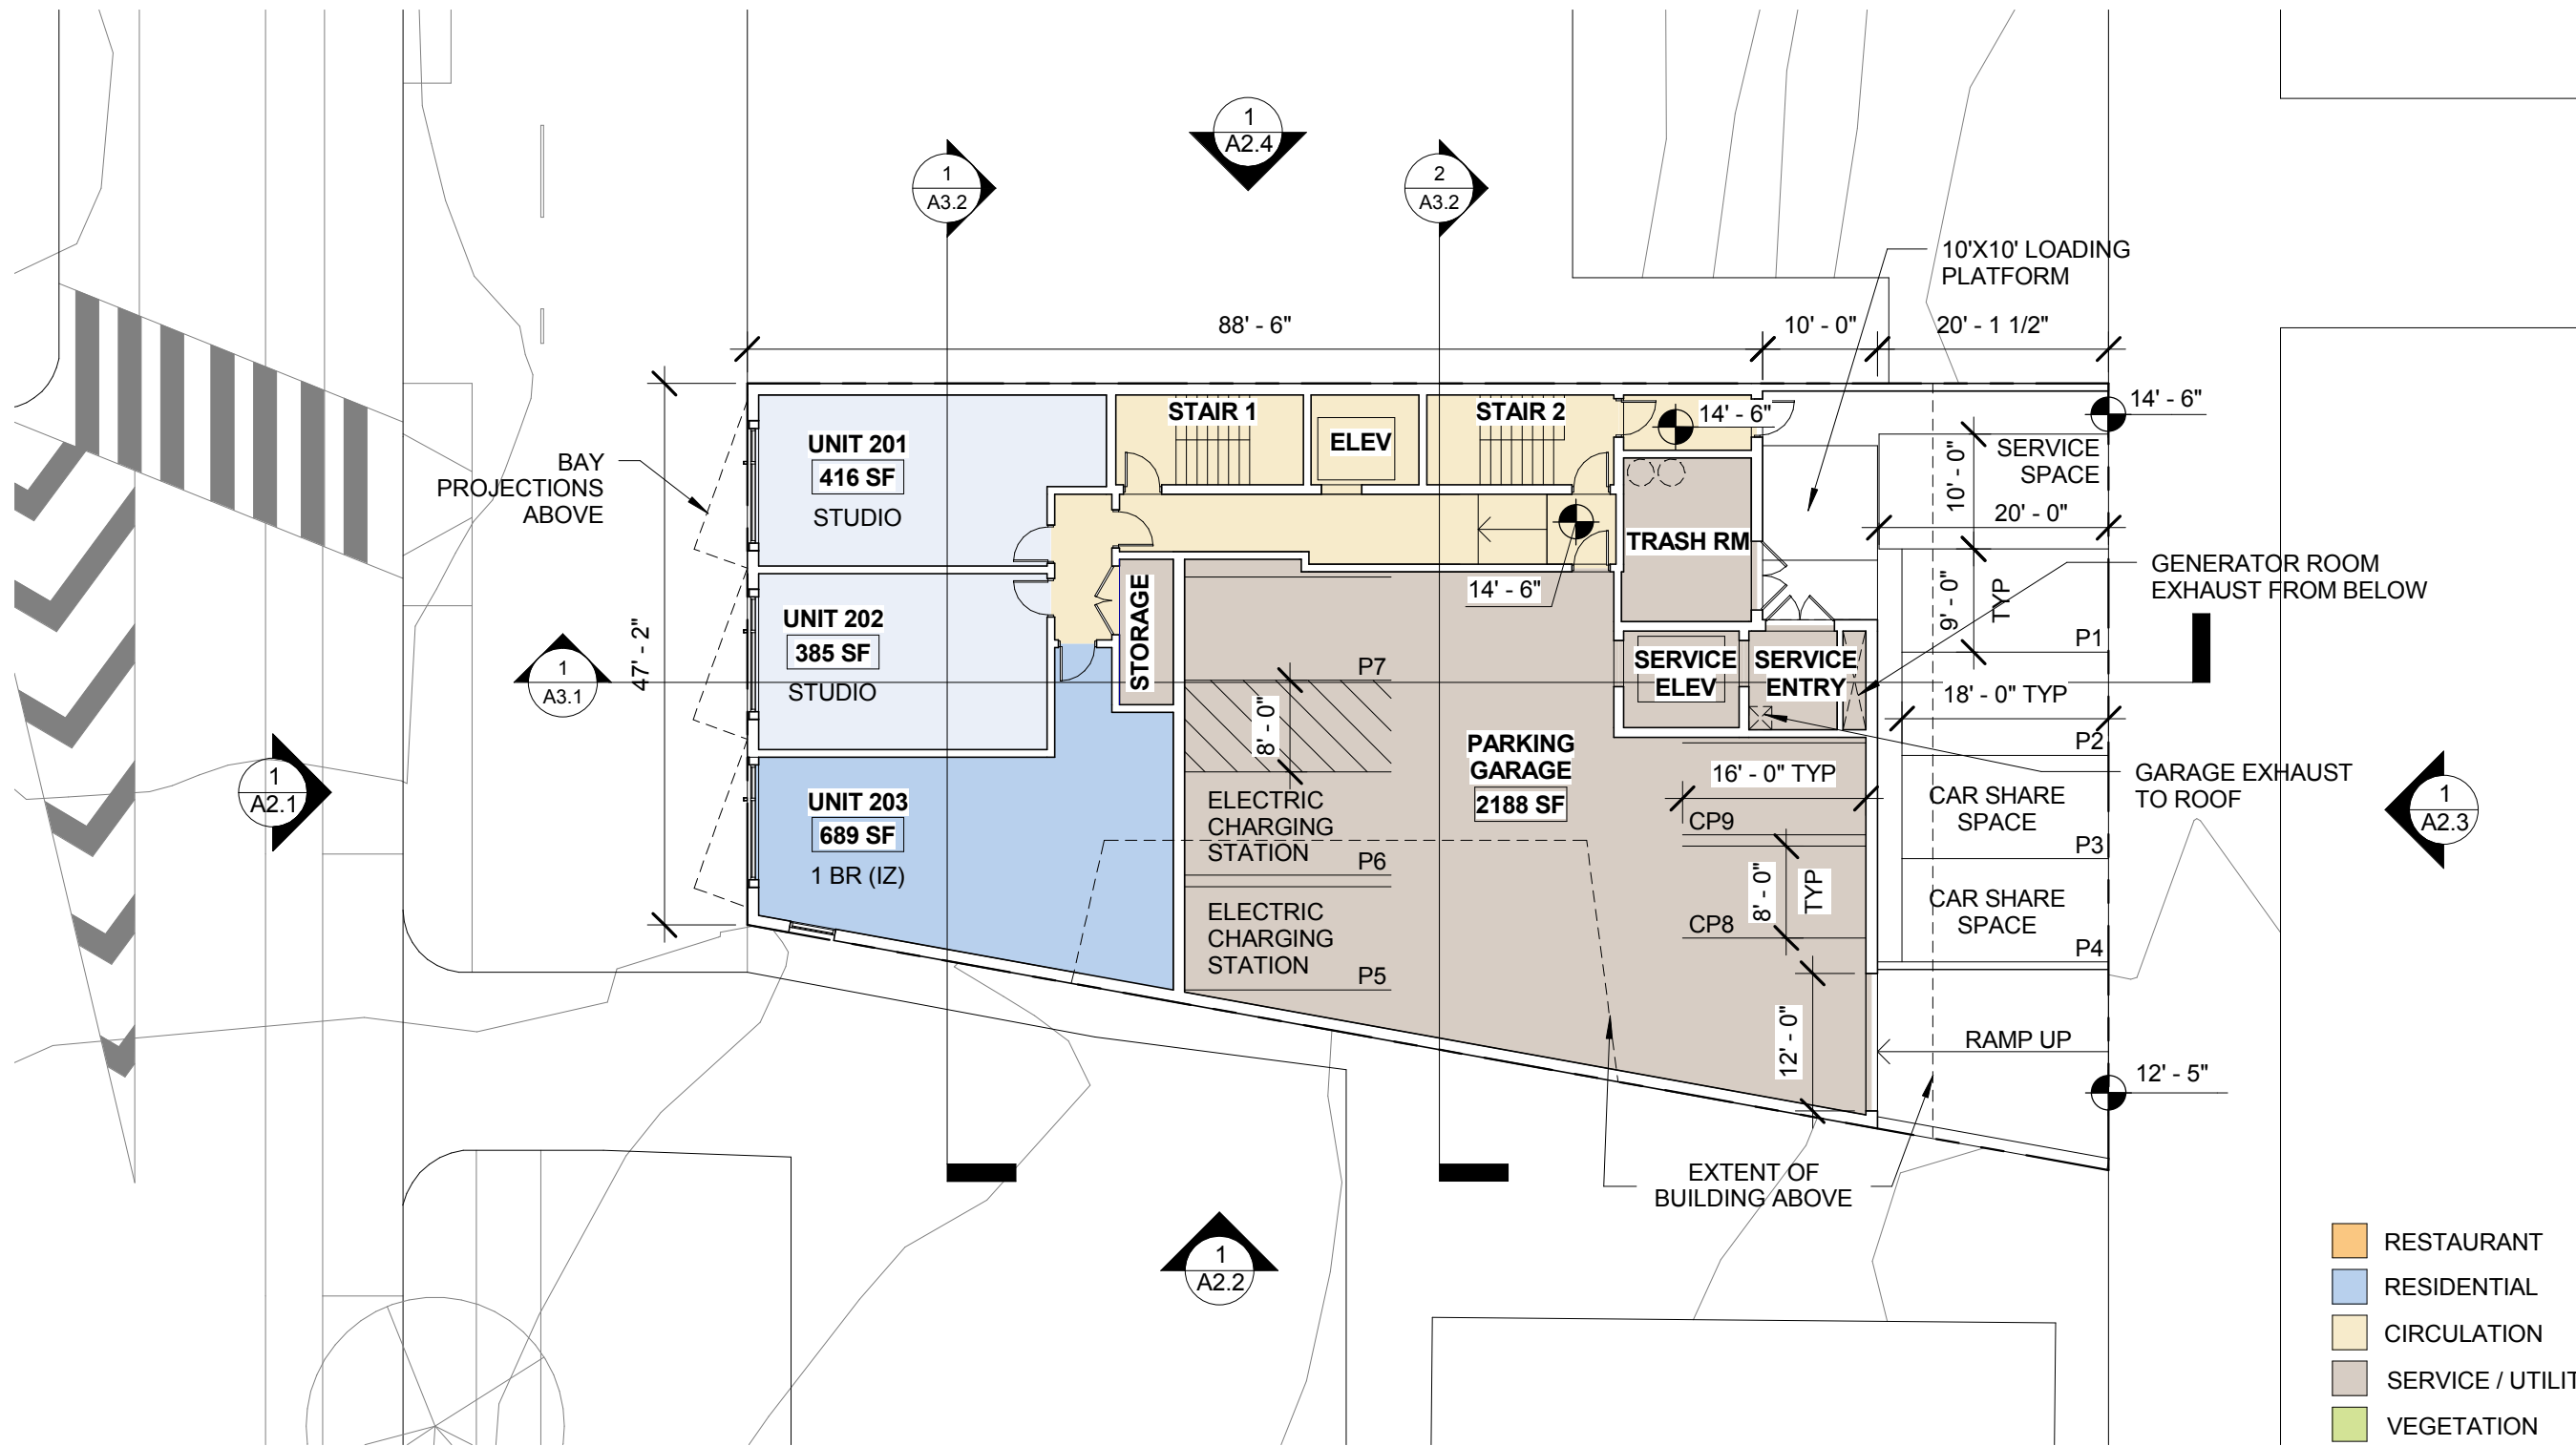 1
A2.4
1
A3.2
2
A3.2
10'X10' LOADING
PLATFORM
88' - 6"
10' - 0"
20' - 1 1/2"
14' - 6"
STAIR 1
ELEV
STAIR 2
14' - 6"
UNIT 201
416 SF
STUDIO
BAY
PROJECTIONS
ABOVE
SERVICE
SPACE
10' - 0"
20' - 0"
TRASH RM
GENERATOR ROOM
EXHAUST FROM BELOW
14' - 6"
9' - 0"
TYP
P1
UNIT 202
385 SF
STUDIO
STORAGE
47' - 2"
1
A3.1
P7
SERVICE
ELEV
SERVICE
ENTRY
18' - 0" TYP
8' - 0"
PARKING
GARAGE
2188 SF
P2
16' - 0" TYP
GARAGE EXHAUST
TO ROOF
1
A2.1
UNIT 203
689 SF
1 BR (IZ)
ELECTRIC
CHARGING
STATION
P6
CP9
CAR SHARE
SPACE
P3
1
A2.3
8' - 0"
TYP
CP8
ELECTRIC
CHARGING
STATION
P5
CAR SHARE
SPACE
P4
12' - 0"
RAMP UP
12' - 5"
EXTENT OF
BUILDING ABOVE
1
A2.2
RESTAURANT
RESIDENTIAL
CIRCULATION
SERVICE / UTILIT
VEGETATION